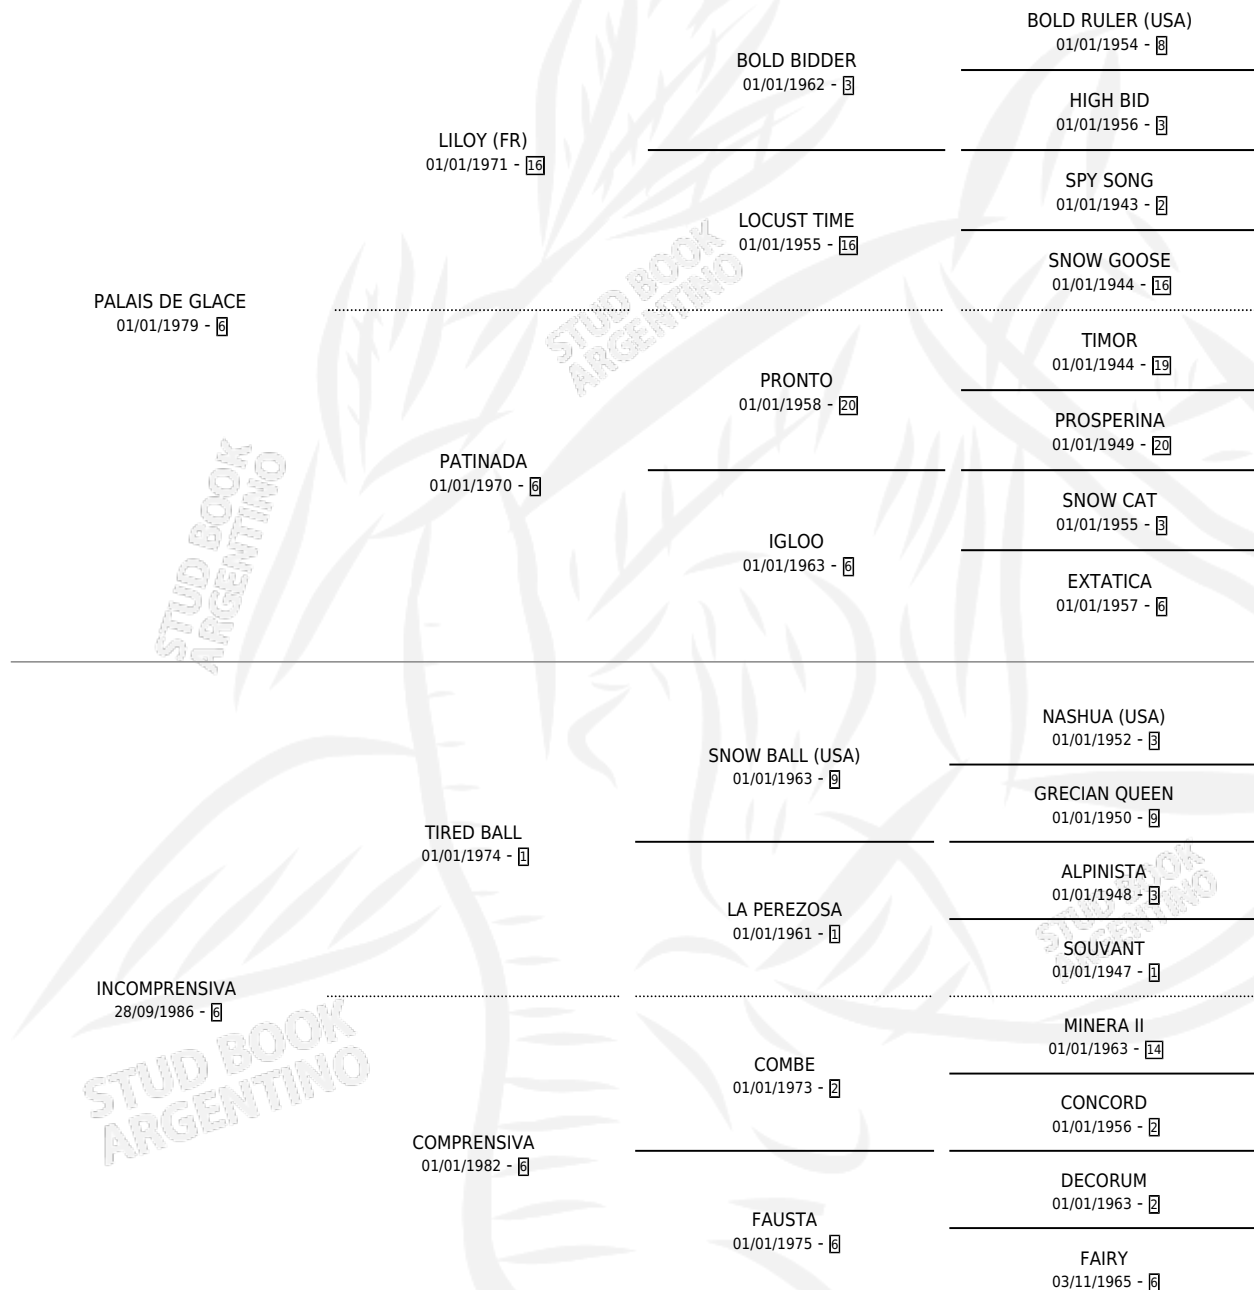 BOLD RULER (USA)
01/01/1954 - 8
BOLD BIDDER
01/01/1962 - 3
HIGH BID
01/01/1956 - 3
LILOY (FR)
01/01/1971 - 16
SPY SONG
01/01/1943 - 2
LOCUST TIME
01/01/1955 - 16
SNOW GOOSE
01/01/1944 - 16
PALAIS DE GLACE
01/01/1979 - 6
STUD BOOK
ARGENTINO
TIMOR
01/01/1944 - 19
PRONTO
01/01/1958 - 20
PROSPERINA
01/01/1949 - 20
PATINADA
01/01/1970 - 6
SNOW CAT
01/01/1955 - 3
IGLOO
01/01/1963 - 6
EXTATICA
01/01/1957 - 6
STUD BOOK
ARGENTINO
NASHUA (USA)
01/01/1952 - 3
SNOW BALL (USA)
01/01/1963 - 9
GRECIAN QUEEN
01/01/1950 - 9
TIRED BALL
01/01/1974 - 1
ALPINISTA
01/01/1948 - 3
STUD BOOK
ARGENTINO
LA PEREZOSA
01/01/1961 - 1
SOUVANT
01/01/1947 - 1
INCOMPRENSIVA
28/09/1986 - 6
STUD BOOK
ARGENTINO
MINERA II
01/01/1963 - 14
COMBE
01/01/1973 - 2
CONCORD
01/01/1956 - 2
COMPRENSIVA
01/01/1982 - 6
DECORUM
01/01/1963 - 2
FAUSTA
01/01/1975 - 6
FAIRY
03/11/1965 - 6